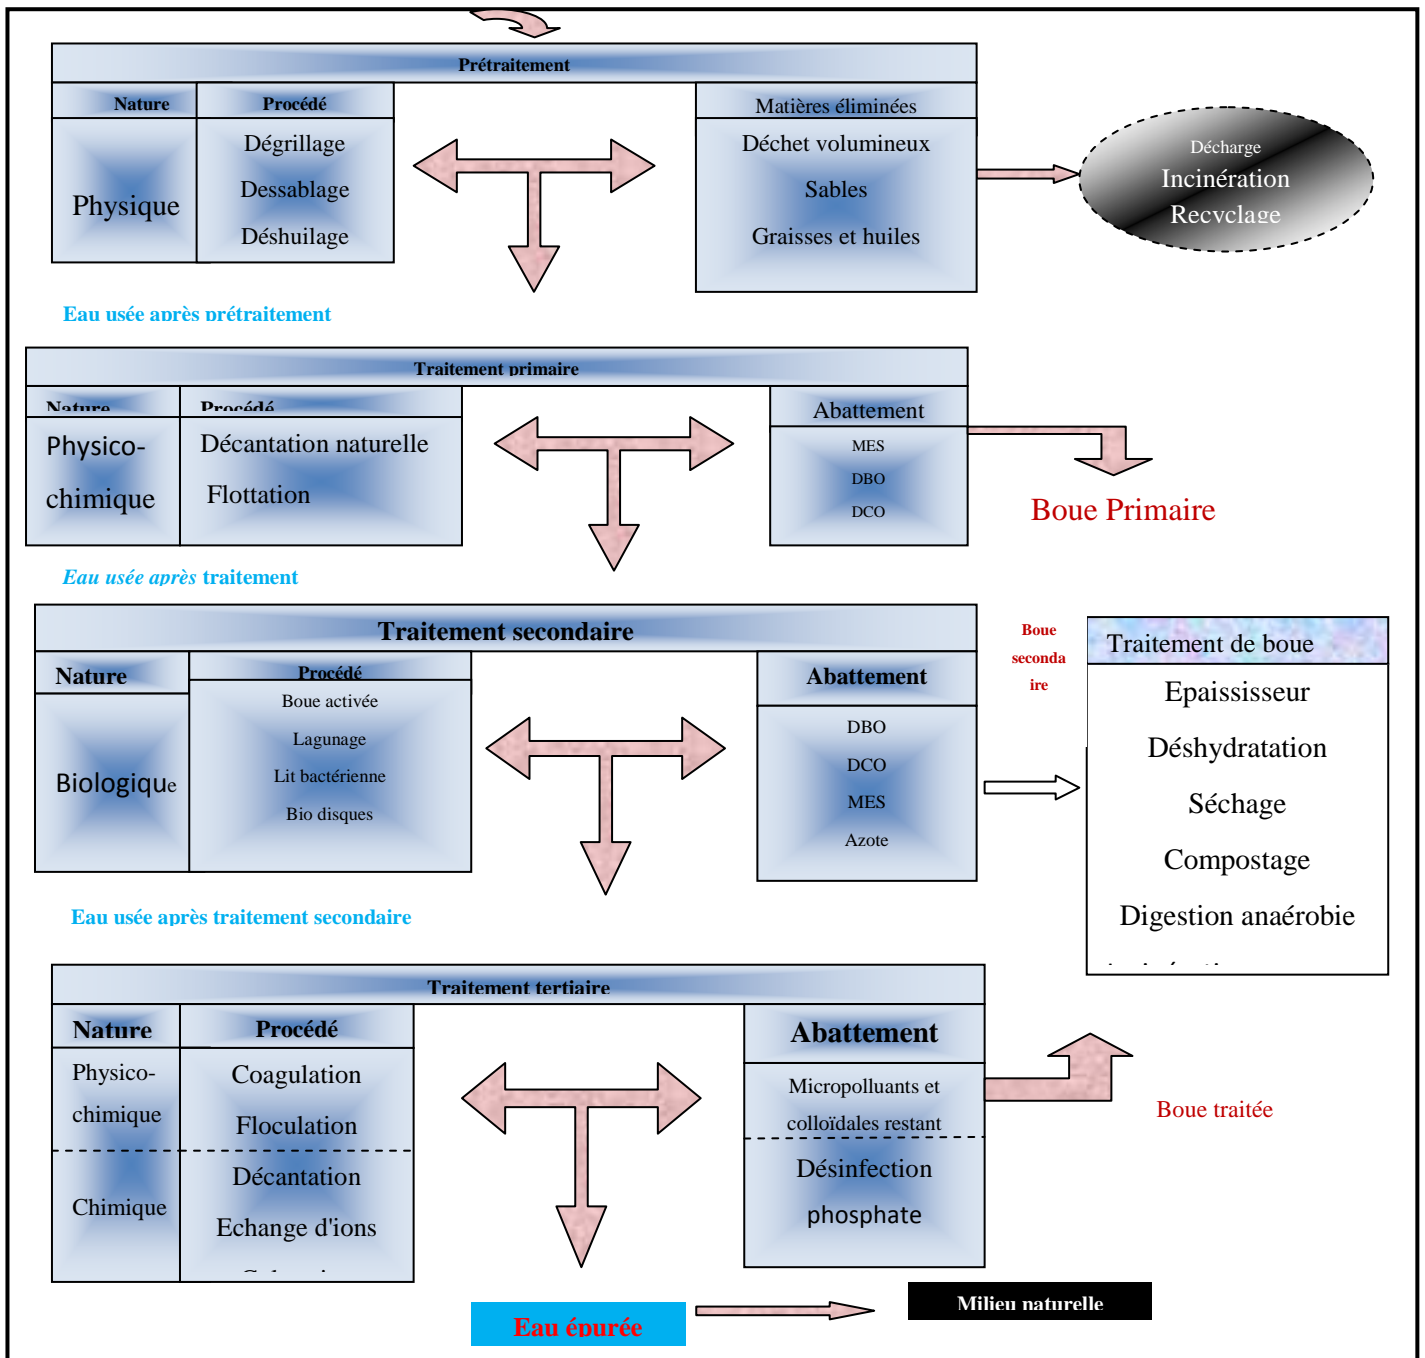 Prétraitement
Nature
Procédé
Matières éliminées
Physique
Dégrillage
Dessablage
Déshuilage
Déchet volumineux
Sables
Graisses et huiles
Décharge
Incinération
Recyclage
Eau usée après prétraitement
Traitement primaire
Nature
Procédé
Abattement
Physico-
chimique
Décantation naturelle
Flottation
MES
DBO
DCO
Boue Primaire
Eau usée après traitement
Traitement secondaire
Nature
Procédé
Abattement
Biologique
Boue activée
Lagunage
Lit bactérienne
Bio disques
DBO
DCO
MES
Azote
Boue
seconda
ire
Traitement de boue
Epaississeur
Déshydratation
Séchage
Compostage
Digestion anaérobie
Eau usée après traitement secondaire
Traitement tertiaire
Nature
Procédé
Abattement
Physico-
chimique
Coagulation
Floculation
Micropolluants et
colloïdales restant
Chimique
Décantation
Echange d'ions
Désinfection
phosphate
Boue traitée
Eau épurée
Milieu naturelle